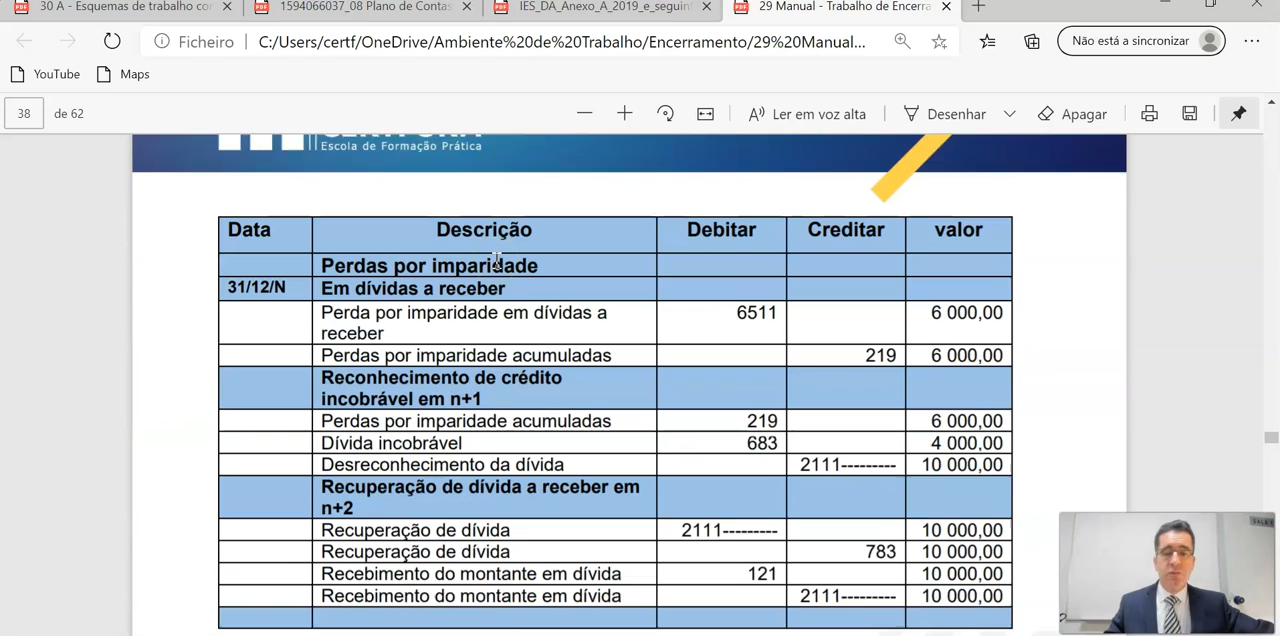 30 A - Esquemas de trabalho co
1594066037_08 Plano de Contas
IES_DA_Anexo_A_2019_e_seguint
29 Manual - Trabalho de Encerra
Ficheiro C:/Users/certf/OneDrive/Ambiente%20de%20Trabalho/Encerramento/29%20Manual... Não está a sincronizar
YouTube Maps
38 de 62 Ler em voz alta Desenhar Apagar
Escola de Formação Prática
Data Descrição Debitar Creditar valor
Perdas por imparidade
31/12/N Em dívidas a receber
Perda por imparidade em dívidas a 6511 6 000,00
receber
Perdas por imparidade acumuladas 219 6 000,00
Reconhecimento de crédito
incobrável em n+1
Perdas por imparidade acumuladas 219 6 000,00
Dívida incobrável 683 4 000,00
Desreconhecimento da dívida 2111--------- 10 000,00
Recuperação de dívida a receber em
n+2
Recuperação de dívida 2111--------- 10 000,00
Recuperação de dívida 783 10 000,00
Recebimento do montante em dívida 121 10 000,00
Recebimento do montante em dívida 2111--------- 10 000,00